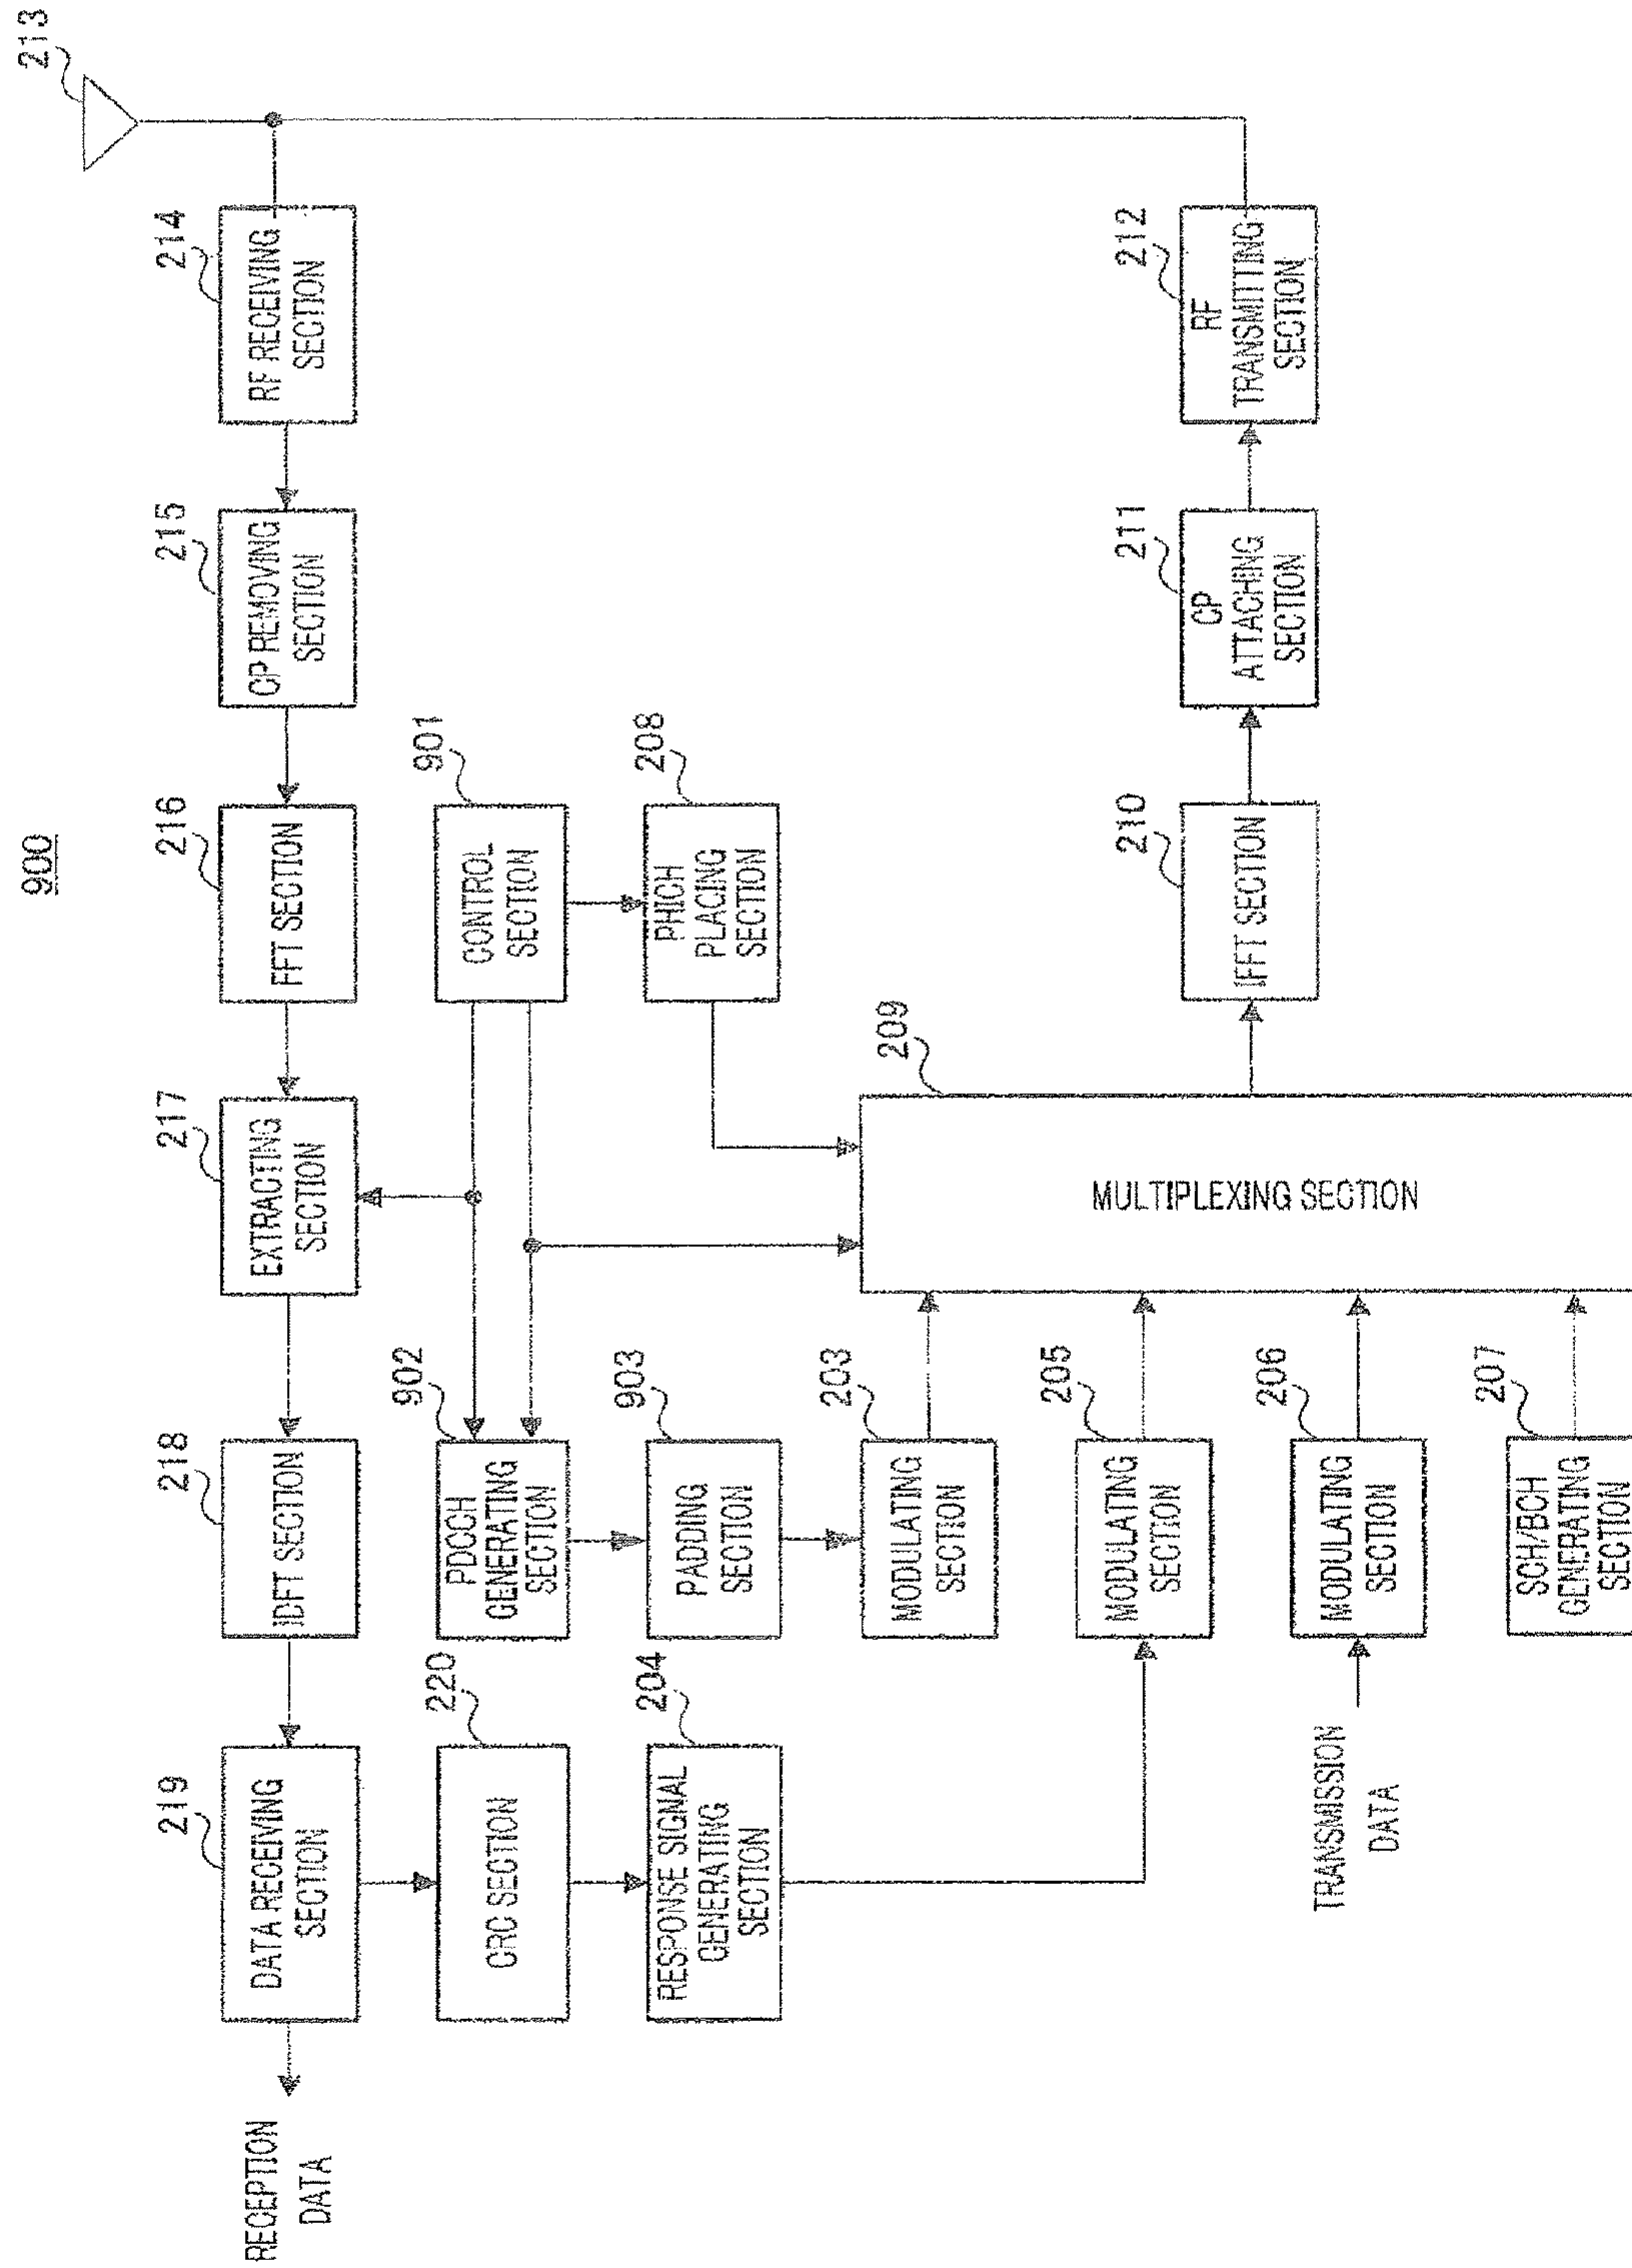 900
213
214
RF RECEIVING
SECTION
215
CP REMOVING
SECTION
216
FFT SECTION
217
EXTRACTING
SECTION
218
IDFT SECTION
219
DATA RECEIVING
SECTION
RECEPTION
DATA
901
CONTROL
SECTION
902
PDCCH
GENERATING
SECTION
220
CRC SECTION
208
PHICH
PLACING
SECTION
903
PADDING
SECTION
204
RESPONSE SIGNAL
GENERATING
SECTION
209
MULTIPLEXING SECTION
203
MODULATING
SECTION
205
MODULATING
SECTION
206
MODULATING
SECTION
TRANSMISSION
DATA
207
SCH/BCH
GENERATING
SECTION
210
IFFT SECTION
211
CP
ATTACHING
SECTION
212
RF
TRANSMITTING
SECTION